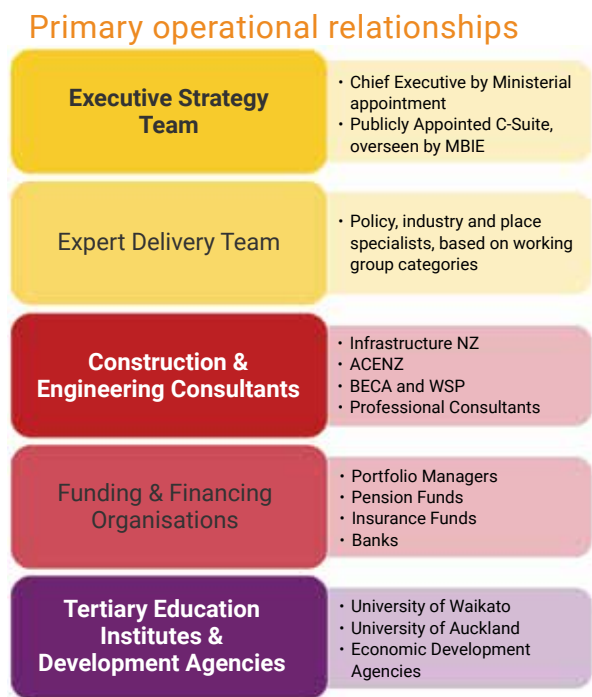 Primary operational relationships
Executive Strategy
Team
· Chief Executive by Ministerial
appointment
· Publicly Appointed C-Suite,
overseen by MBIE
Expert Delivery Team
· Policy, industry and place
specialists, based on working
group categories
Construction &
Engineering Consultants
· Infrastructure NZ
· ACENZ
· BECA and WSP
· Professional Consultants
Funding & Financing
Organisations
· Portfolio Managers
· Pension Funds
· Insurance Funds
· Banks
Tertiary Education
Institutes &
Development Agencies
· University of Waikato
· University of Auckland
· Economic Development
Agencies